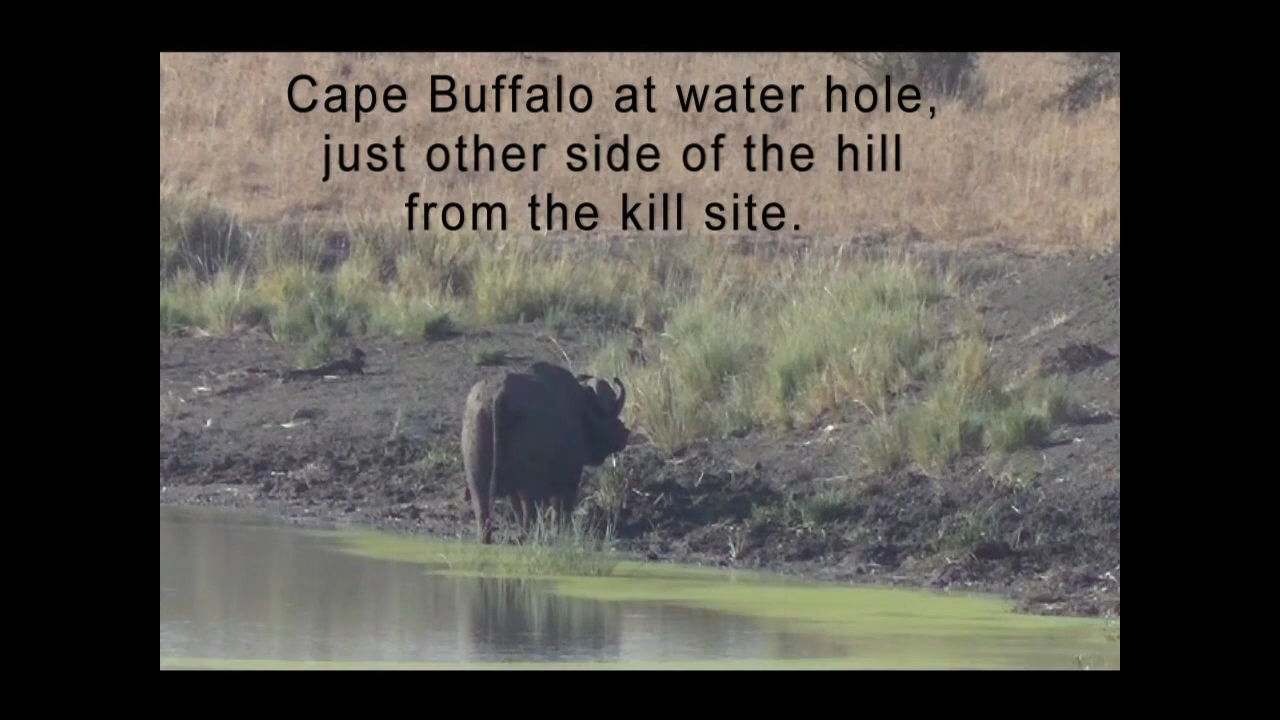 Cape Buffalo at water hole,
just other side of the hill
from the kill site.